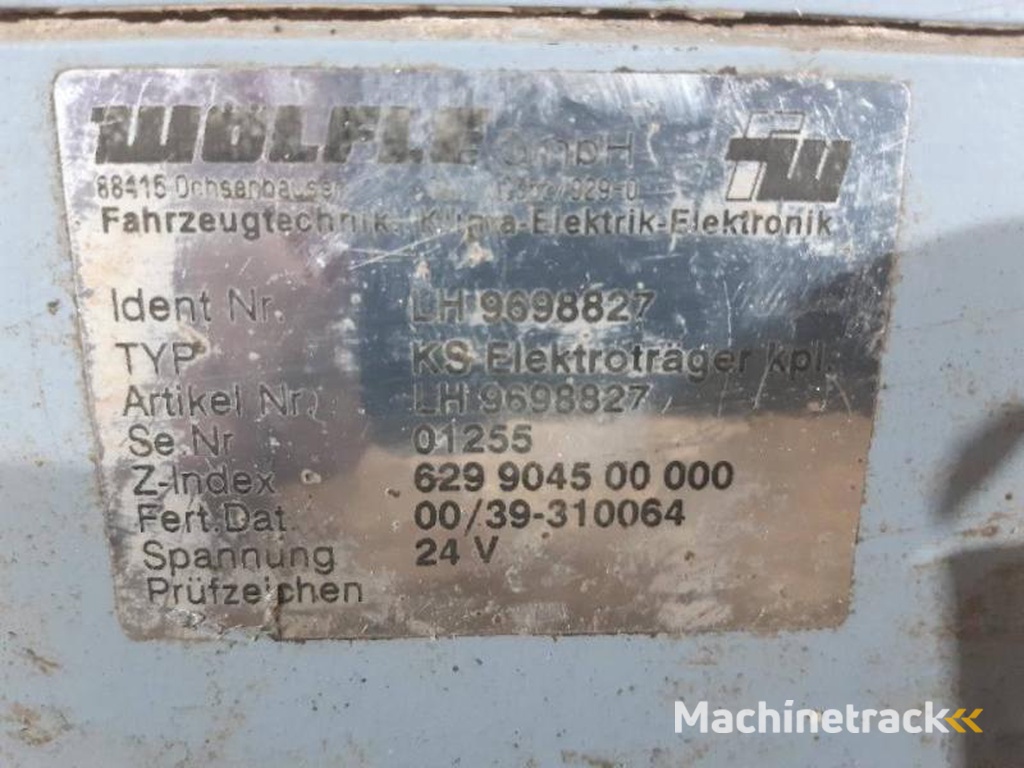 WÖLFLE GmbH
88416 Ochsenhausen
Fahrzeugtechnik-Klima-Elektrik-Elektronik
Ident Nr. LH 9698827
TYP KS-Elektroträger kpl.
Artikel Nr. LH 9698827
Se.Nr 01255
Z-Index 629 9045 00 000
Fert.Dat. 00/39-310064
Spannung 24 V
Prüfzeichen
Machinetrack